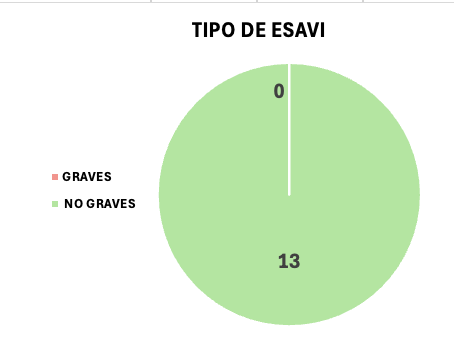 TIPO DE ESAVI
0
GRAVES
NO GRAVES
13